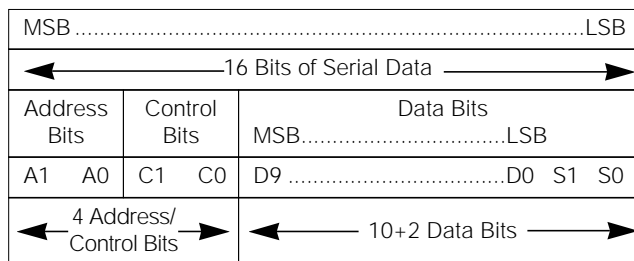 MSB.....................................................................................LSB
16 Bits of Serial Data
Address Bits Control Bits Data Bits
MSB..................................LSB
A1 A0 C1 C0 D9....................................D0 S1 S0
4 Address/
Control Bits
10+2 Data Bits